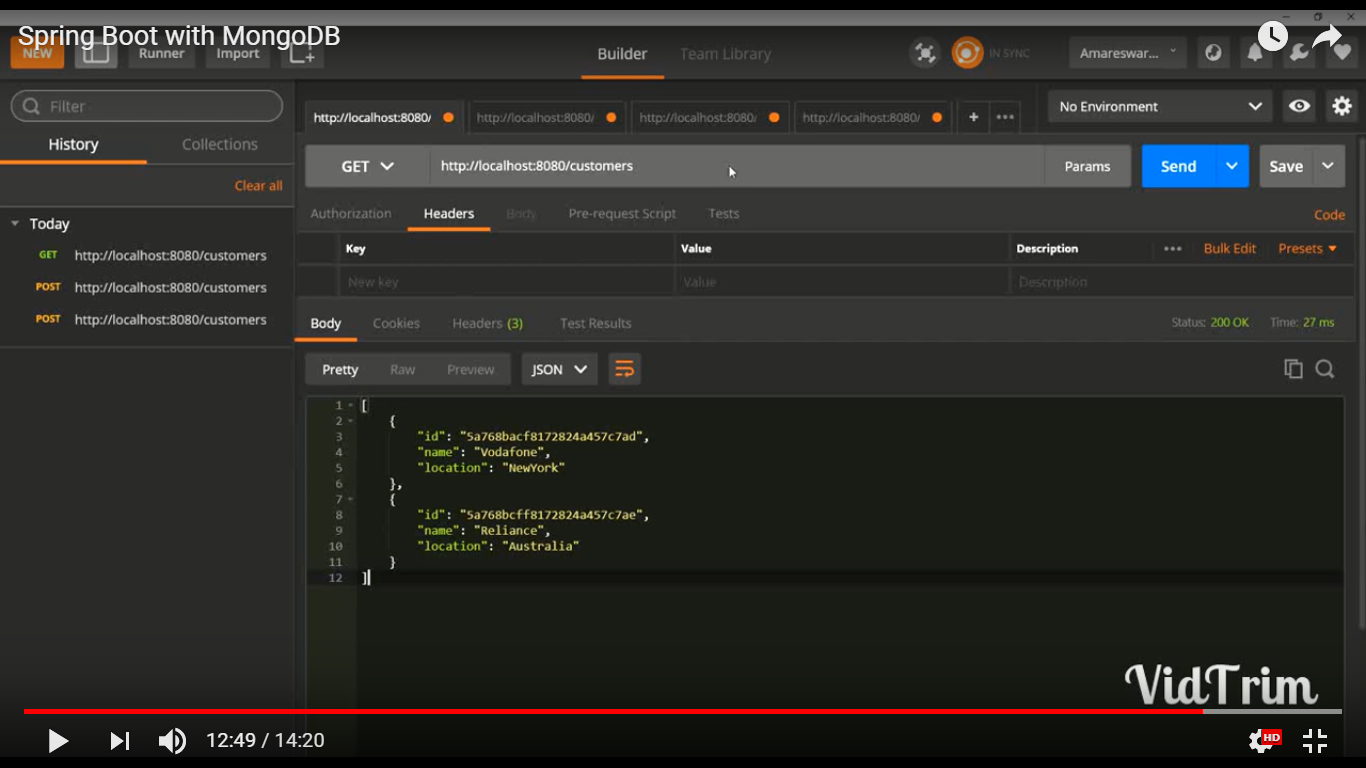 Spring Boot with MongoDB
NEW Runner Import Builder Team Library IN SYNC Amareswar...
Filter
http://localhost:8080/ http://localhost:8080/ http://localhost:8080/ http://localhost:8080/ + ••• No Environment
History Collections
GET http://localhost:8080/customers Params Send Save
Clear all
Authorization Headers Body Pre-request Script Tests Code
Today
Key Value Description ••• Bulk Edit Presets
GET http://localhost:8080/customers
New key Value Description
POST http://localhost:8080/customers
POST http://localhost:8080/customers
Body Cookies Headers (3) Test Results Status: 200 OK Time: 27 ms
Pretty Raw Preview JSON
1 [
2 {
3 "id": "5a768bacf8172824a457c7ad",
4 "name": "Vodafone",
5 "location": "NewYork"
6 },
7 {
8 "id": "5a768bcff8172824a457c7ae",
9 "name": "Reliance",
10 "location": "Australia"
11 }
12 ]
VidTrim
12:49 / 14:20 HD